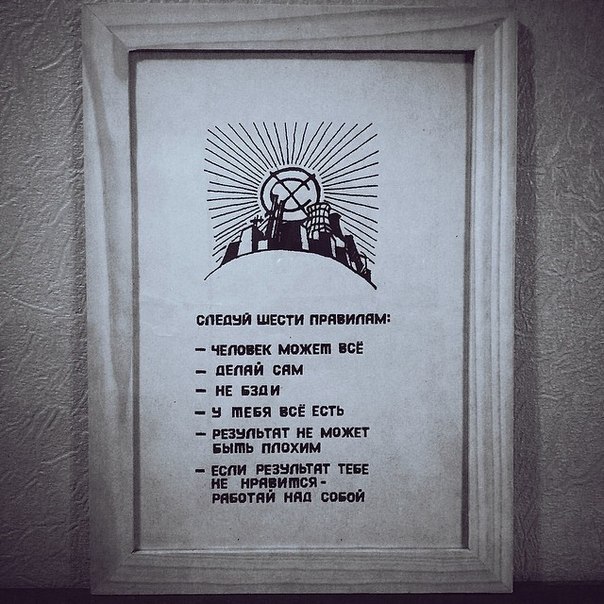 СЛЕДУЙ ШЕСТИ ПРАВИЛАМ:
– ЧЕЛОВЕК МОЖЕТ ВСЁ
– ДЕЛАЙ САМ
– НЕ БЗДИ
– У ТЕБЯ ВСЁ ЕСТЬ
– РЕЗУЛЬТАТ НЕ МОЖЕТ
БЫТЬ ПЛОХИМ
– ЕСЛИ РЕЗУЛЬТАТ ТЕБЕ
НЕ НРАВИТСЯ –
РАБОТАЙ НАД СОБОЙ